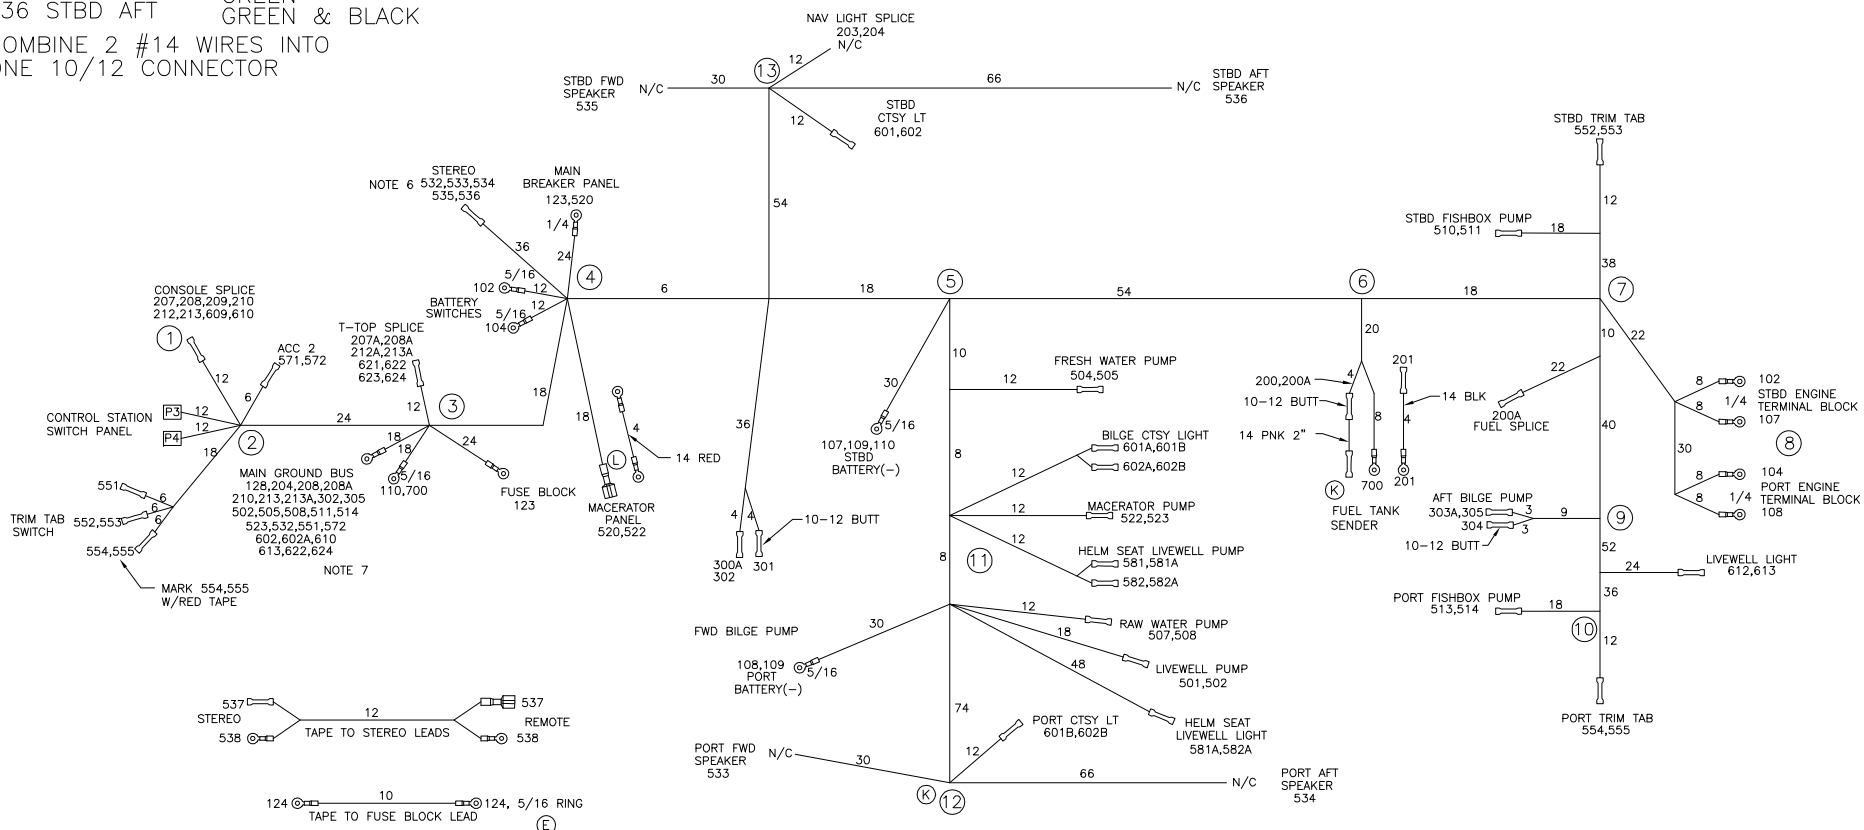 36 STBD AFT
GREEN & BLACK
OMBINE 2 #14 WIRES INTO
ONE 10/12 CONNECTOR
NAV LIGHT SPLICE
203,204
N/C
12
13
STBD FWD
SPEAKER
535
N/C
30
66
N/C
STBD AFT
SPEAKER
536
12
STBD
CTSY LT
601,602
54
STEREO
NOTE 6 532,533,534
535,536
MAIN
BREAKER PANEL
123,520
1/4
36
24
4
5/16
102
12
BATTERY
SWITCHES
12
5/16
104
6
18
5
54
6
18
7
STBD TRIM TAB
552,553
12
STBD FISHBOX PUMP
510,511
18
38
CONSOLE SPLICE
207,208,209,210
212,213,609,610
1
12
ACC 2
571,572
6
T-TOP SPLICE
207A,208A
212A,213A
621,622
623,624
12
3
CONTROL STATION
SWITCH PANEL
P3
12
P4
12
24
2
18
18
18
18
5/16
110,700
24
FUSE BLOCK
123
18
4
14 RED
L
MACERATOR
PANEL
520,522
MAIN GROUND BUS
128,204,208,208A
210,213,213A,302,305
502,505,508,511,514
523,532,551,572
602,602A,610
613,622,624
NOTE 7
551
6
TRIM TAB
SWITCH
552,553
6
6
554,555
MARK 554,555
W/RED TAPE
36
4
4
10-12 BUTT
300A
302
301
30
5/16
107,109,110
STBD
BATTERY(-)
10
12
FRESH WATER PUMP
504,505
8
BILGE CTSY LIGHT
601A,601B
602A,602B
12
MACERATOR PUMP
522,523
12
12
HELM SEAT LIVEWELL PUMP
581,581A
582,582A
11
8
12
RAW WATER PUMP
507,508
18
LIVEWELL PUMP
501,502
48
HELM SEAT
LIVEWELL LIGHT
581A,582A
FWD BILGE PUMP
30
108,109
PORT
BATTERY(-)
5/16
74
PORT CTSY LT
601B,602B
12
PORT FWD
SPEAKER
533
N/C
30
66
N/C
PORT AFT
SPEAKER
534
K
12
20
200,200A
4
10-12 BUTT
14 PNK 2"
8
201
14 BLK
4
K
700
201
FUEL TANK
SENDER
10
22
22
200A
FUEL SPLICE
40
8
102
STBD ENGINE
TERMINAL BLOCK
1/4
8
107
8
30
8
104
PORT ENGINE
TERMINAL BLOCK
1/4
8
108
AFT BILGE PUMP
303A,305
3
304
3
9
10-12 BUTT
9
52
24
LIVEWELL LIGHT
612,613
36
PORT FISHBOX PUMP
513,514
18
10
12
PORT TRIM TAB
554,555
537
STEREO
538
12
TAPE TO STEREO LEADS
537
REMOTE
538
124
10
TAPE TO FUSE BLOCK LEAD
124, 5/16 RING
E